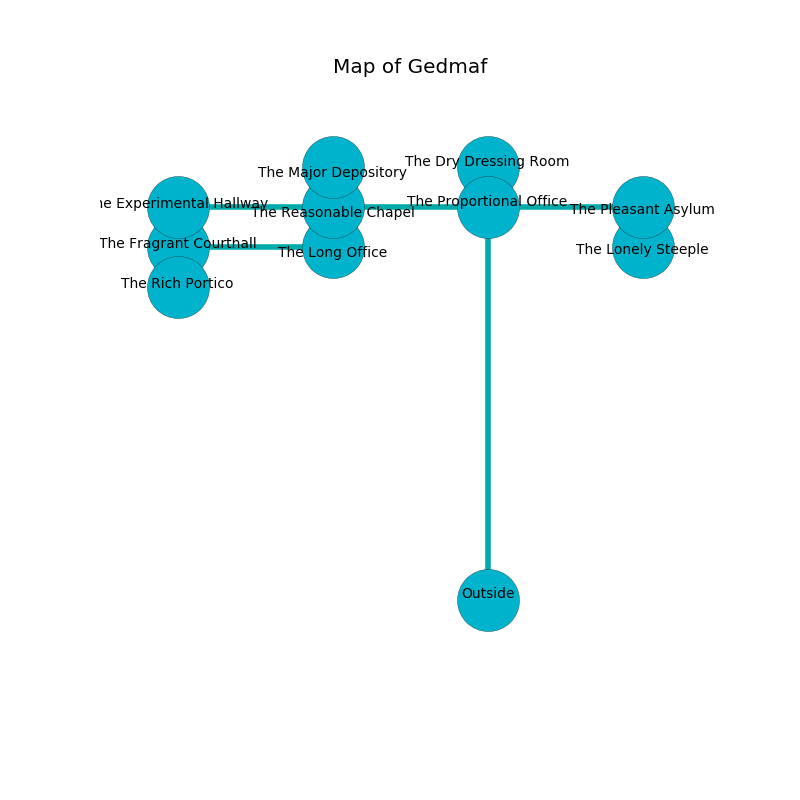 Map of Gedmaf
The Dry Dressing Room
The Major Depository
The Proportional Office
ne Experimental Hallway
The Reasonable Chapel
The Pleasant Asylum
The Fragrant Courthall
The Long Office
The Lonely Steeple
The Rich Portico
Outside